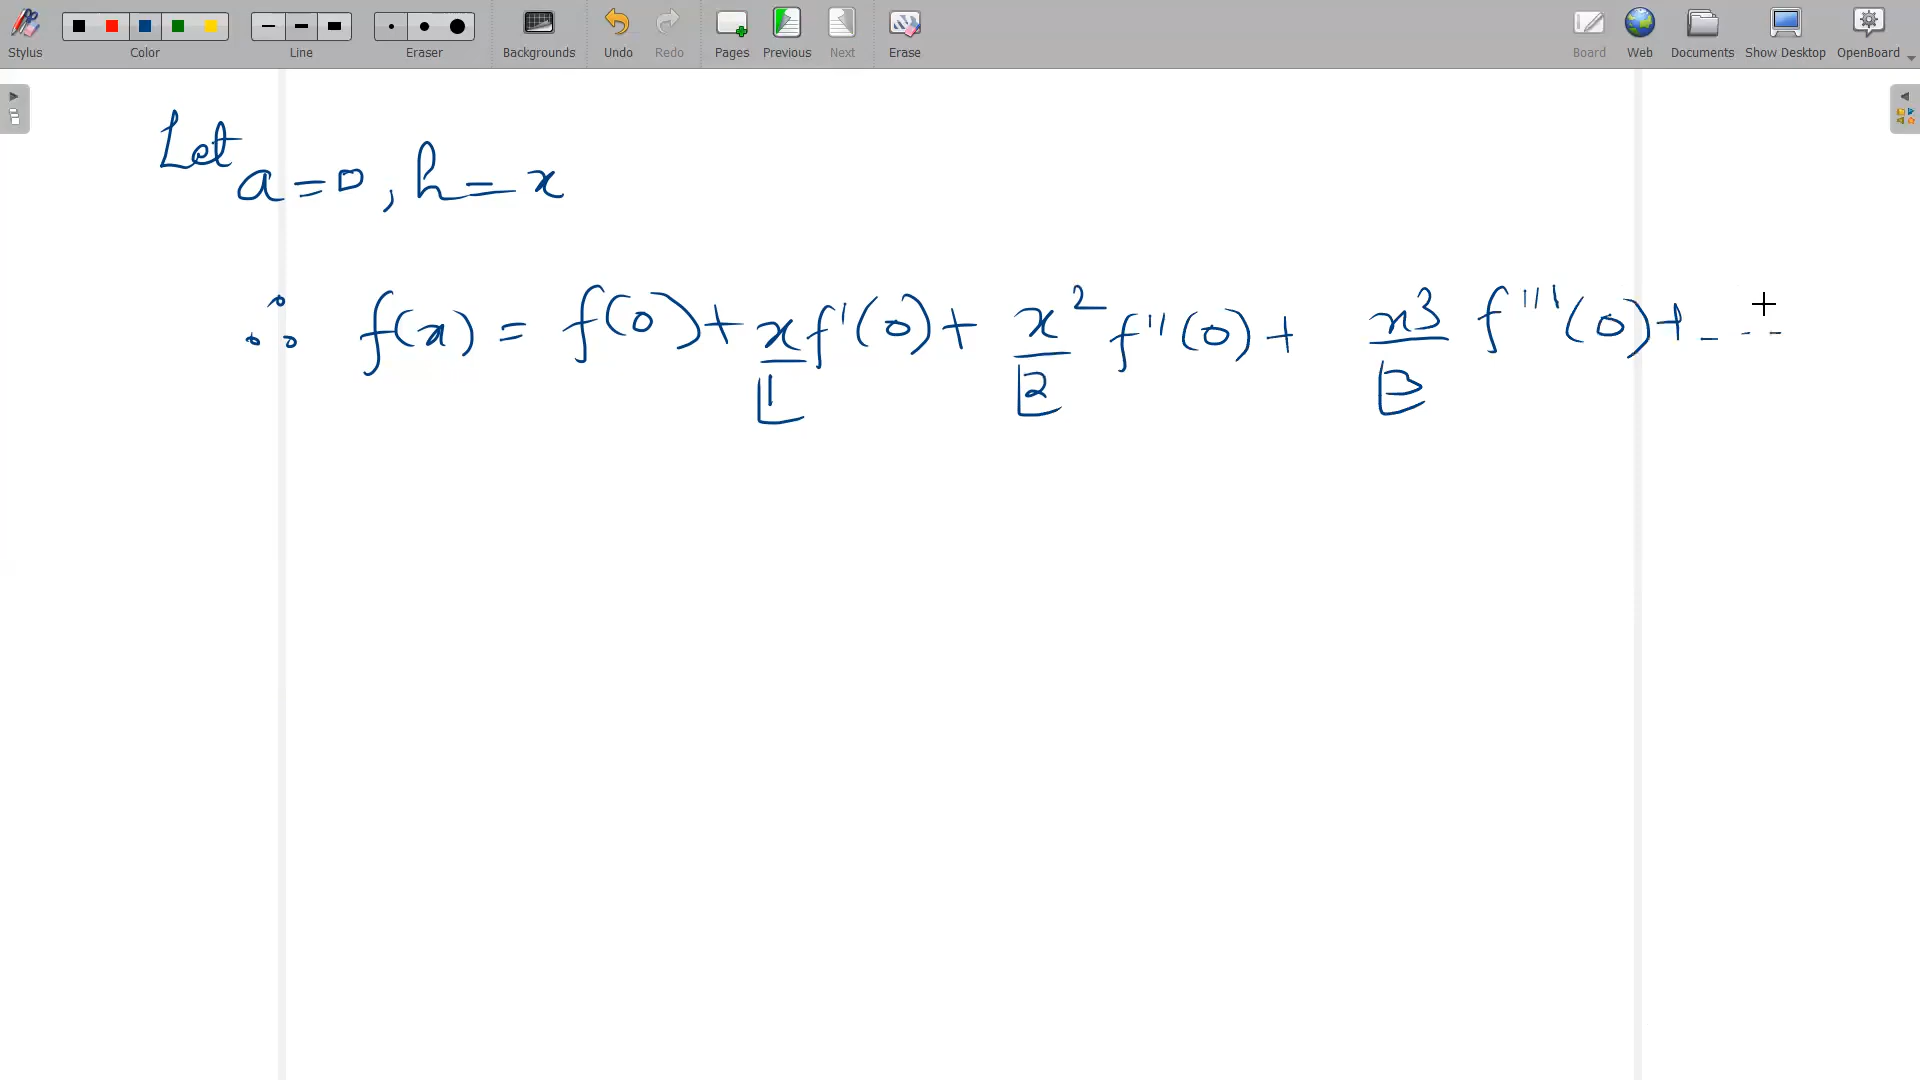 Stylus Color Line Eraser Backgrounds Undo Redo Pages Previous Next Erase Board Web Documents Show Desktop OpenBoard
Let
a = 0, h = x
∴ f(x) = f(0) + x/⌊1 f'(0) + x²/⌊2 f''(0) + x³/⌊3 f'''(0) + - - -